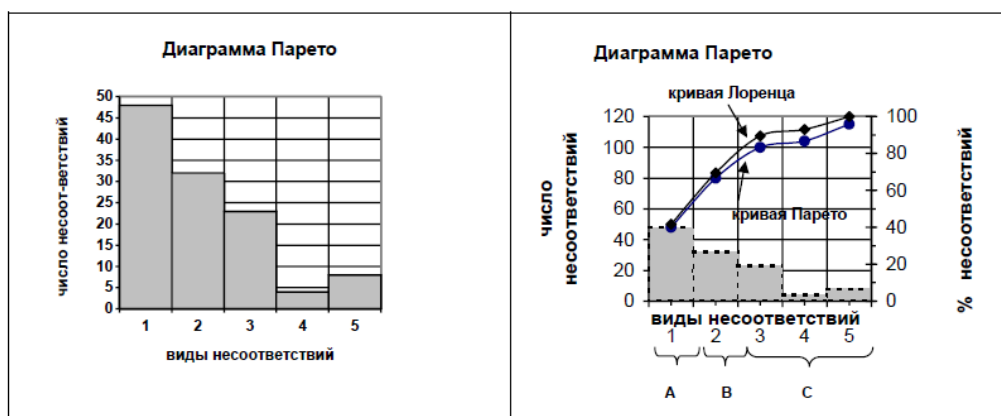 Диаграмма Парето
число несоот-ветствий
50
45
40
35
30
25
20
15
10
5
0
1 2 3 4 5
виды несоответствий
Диаграмма Парето
кривая Лоренца
кривая Парето
число
несоответствий
120
100
80
60
40
20
0
100
80
60
40
20
0
% несоответствий
виды несоответствий
1 2 3 4 5
A B C